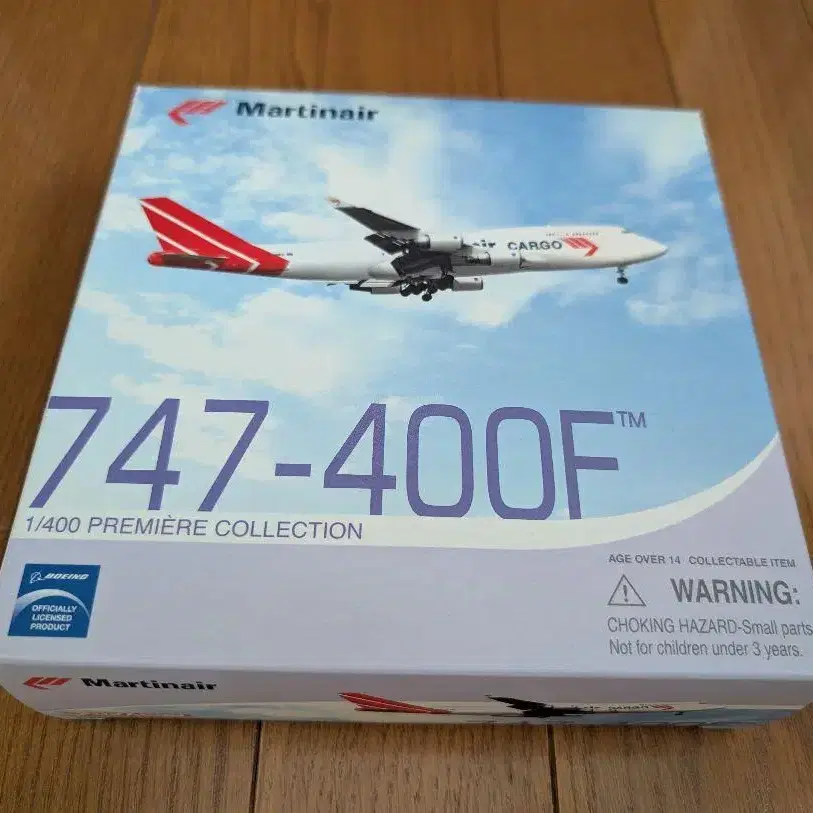 Martinair
air CARGO
747-400F™
1/400 PREMIÈRE COLLECTION
BOEING
OFFICIALLY
LICENSED
PRODUCT
AGE OVER 14 COLLECTABLE ITEM
WARNING:
CHOKING HAZARD-Small parts
Not for children under 3 years.
Martinair